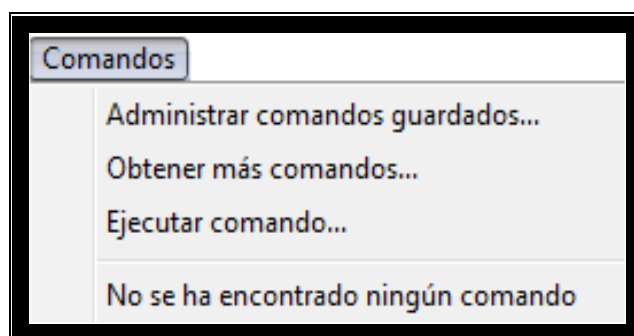 Comandos
Administrar comandos guardados...
Obtener más comandos...
Ejecutar comando...
No se ha encontrado ningún comando